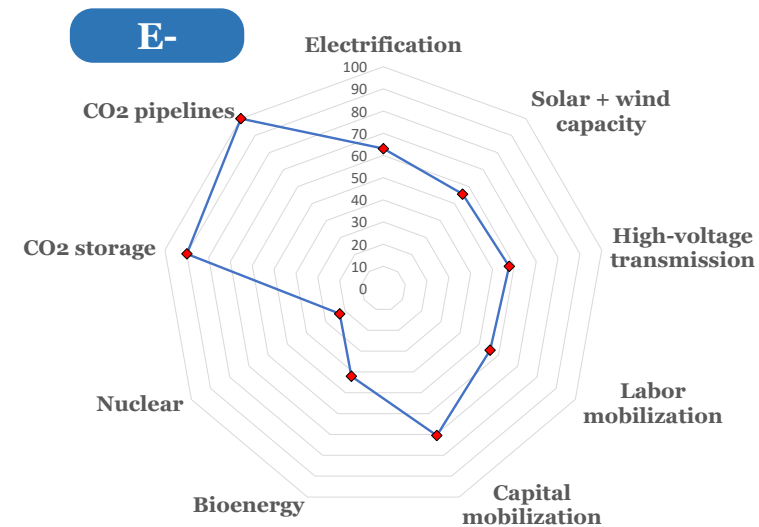 E-
Electrification
100
90
80
70
60
50
40
30
20
10
0
Solar + wind
capacity
High-voltage
transmission
Labor
mobilization
Capital
mobilization
Bioenergy
Nuclear
CO2 storage
CO2 pipelines